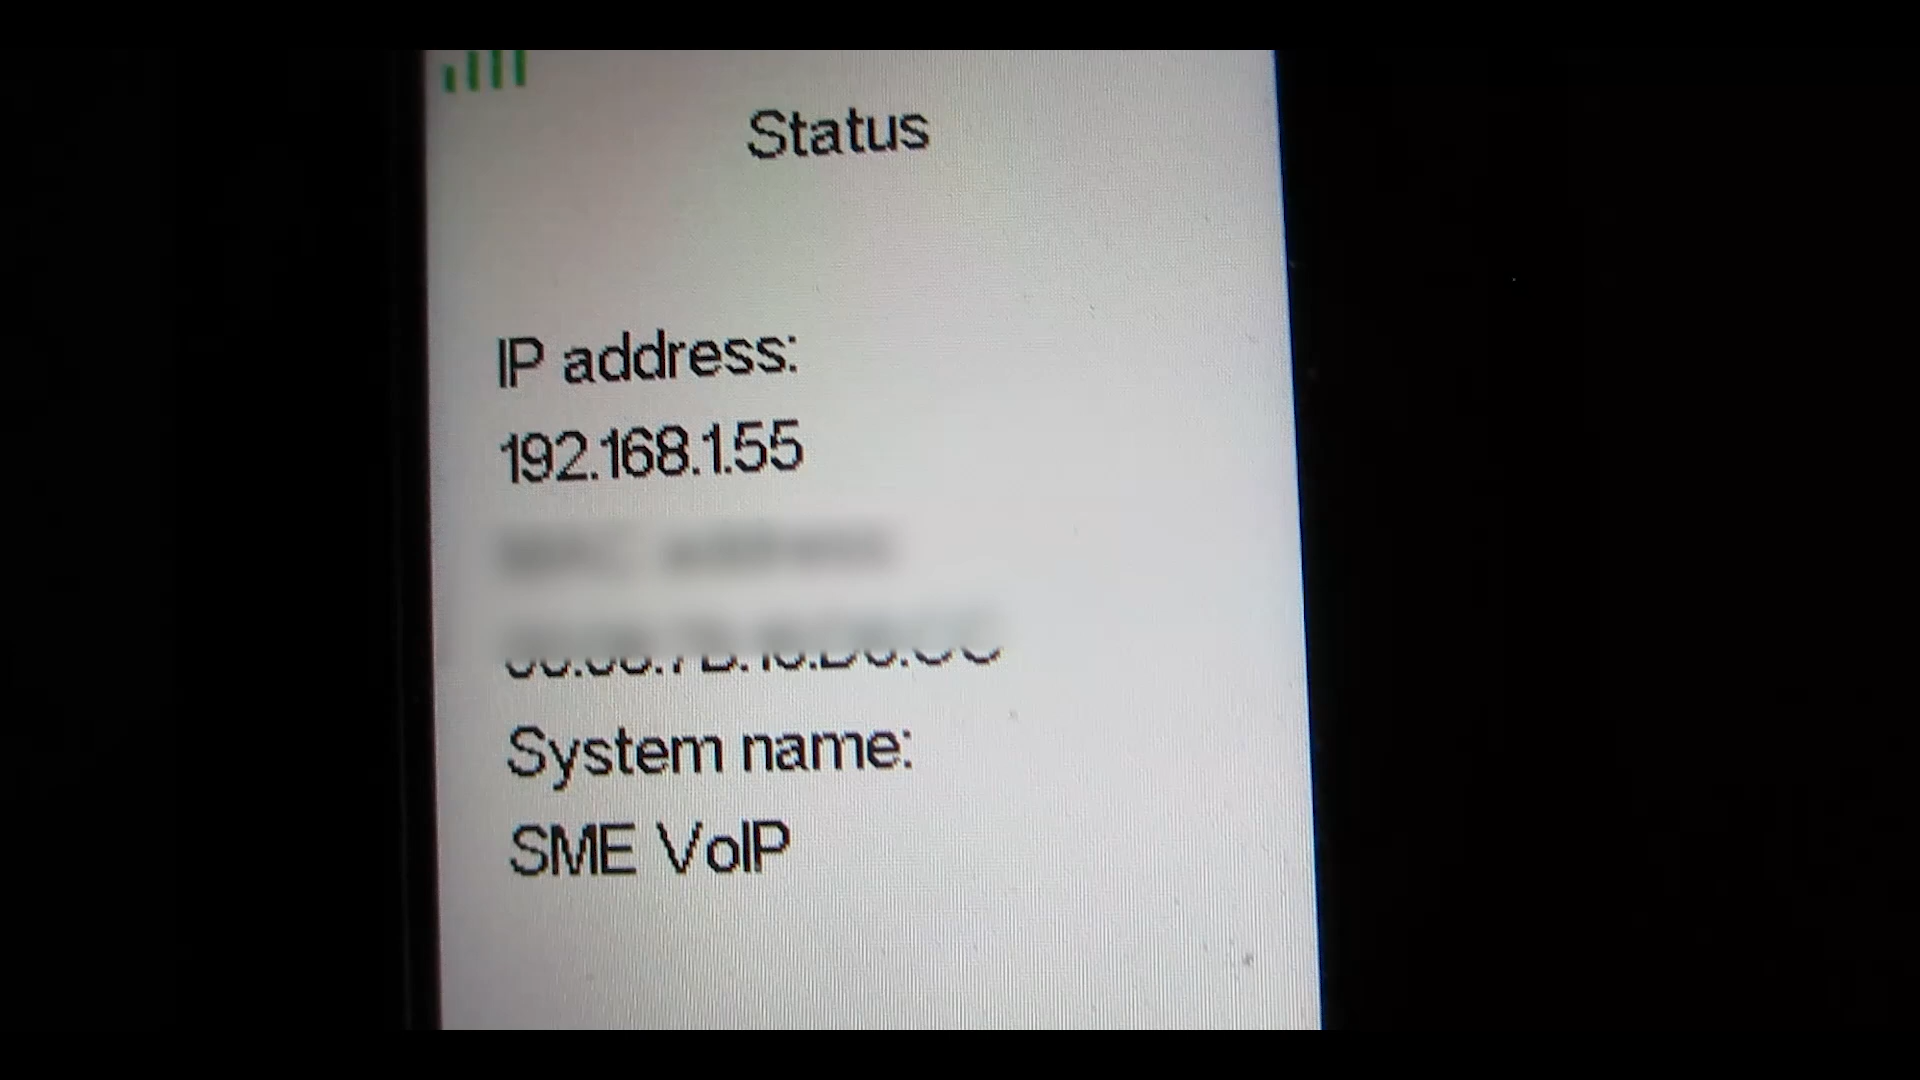 Status
IP address:
192.168.1.55
System name:
SME VoIP